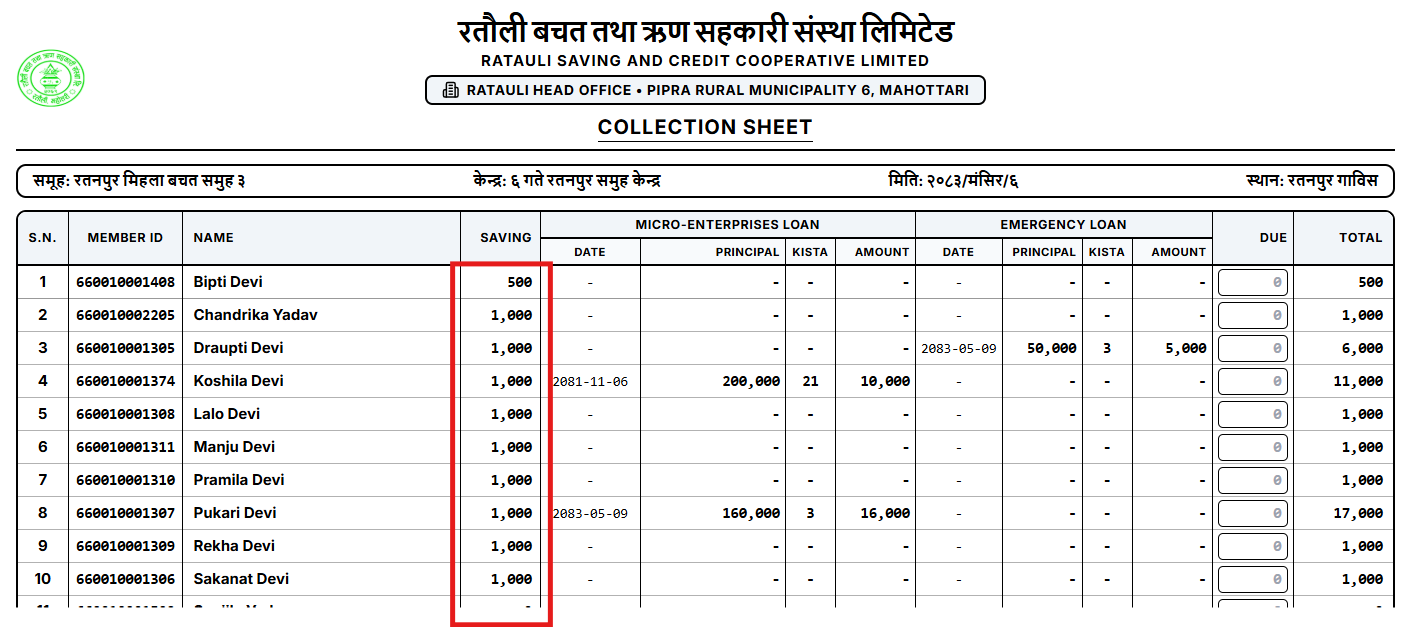 रतौली बचत तथा ऋण सहकारी संस्था लिमिटेड
RATAULI SAVING AND CREDIT COOPERATIVE LIMITED
RATAULI HEAD OFFICE • PIPRA RURAL MUNICIPALITY 6, MAHOTTARI
COLLECTION SHEET
समूह: रतनपुर मिहला बचत समुह ३ केन्द्र: ६ गते रतनपुर समुह केन्द्र मिति: २०८३/मंसिर/६ स्थान: रतनपुर गाविस
S.N. MEMBER ID NAME SAVING MICRO-ENTERPRISES LOAN EMERGENCY LOAN DUE TOTAL
DATE PRINCIPAL KISTA AMOUNT DATE PRINCIPAL KISTA AMOUNT
1 660010001408 Bipti Devi 500 - - - - - - - - 0 500
2 660010002205 Chandrika Yadav 1,000 - - - - - - - - 0 1,000
3 660010001305 Draupti Devi 1,000 - - - - 2083-05-09 50,000 3 5,000 0 6,000
4 660010001374 Koshila Devi 1,000 2081-11-06 200,000 21 10,000 - - - - 0 11,000
5 660010001308 Lalo Devi 1,000 - - - - - - - - 0 1,000
6 660010001311 Manju Devi 1,000 - - - - - - - - 0 1,000
7 660010001310 Pramila Devi 1,000 - - - - - - - - 0 1,000
8 660010001307 Pukari Devi 1,000 2083-05-09 160,000 3 16,000 - - - - 0 17,000
9 660010001309 Rekha Devi 1,000 - - - - - - - - 0 1,000
10 660010001306 Sakanat Devi 1,000 - - - - - - - - 0 1,000